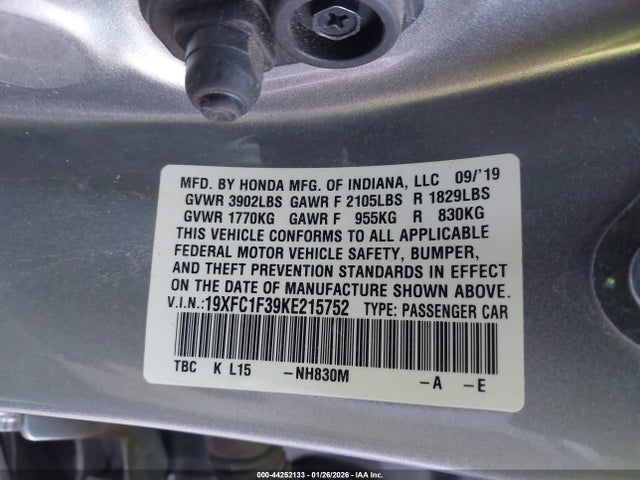 MFD. BY HONDA MFG. OF INDIANA, LLC 09/'19
GVWR 3902LBS GAWR F 2105LBS R 1829LBS
GVWR 1770KG GAWR F 955KG R 830KG
THIS VEHICLE CONFORMS TO ALL APPLICABLE
FEDERAL MOTOR VEHICLE SAFETY, BUMPER,
AND THEFT PREVENTION STANDARDS IN EFFECT
ON THE DATE OF MANUFACTURE SHOWN ABOVE.
V.I.N.:19XFC1F39KE215752 TYPE: PASSENGER CAR
TBC K L15 -NH830M -A -E
000-44252133 - 01/26/2026 - IAA Inc.